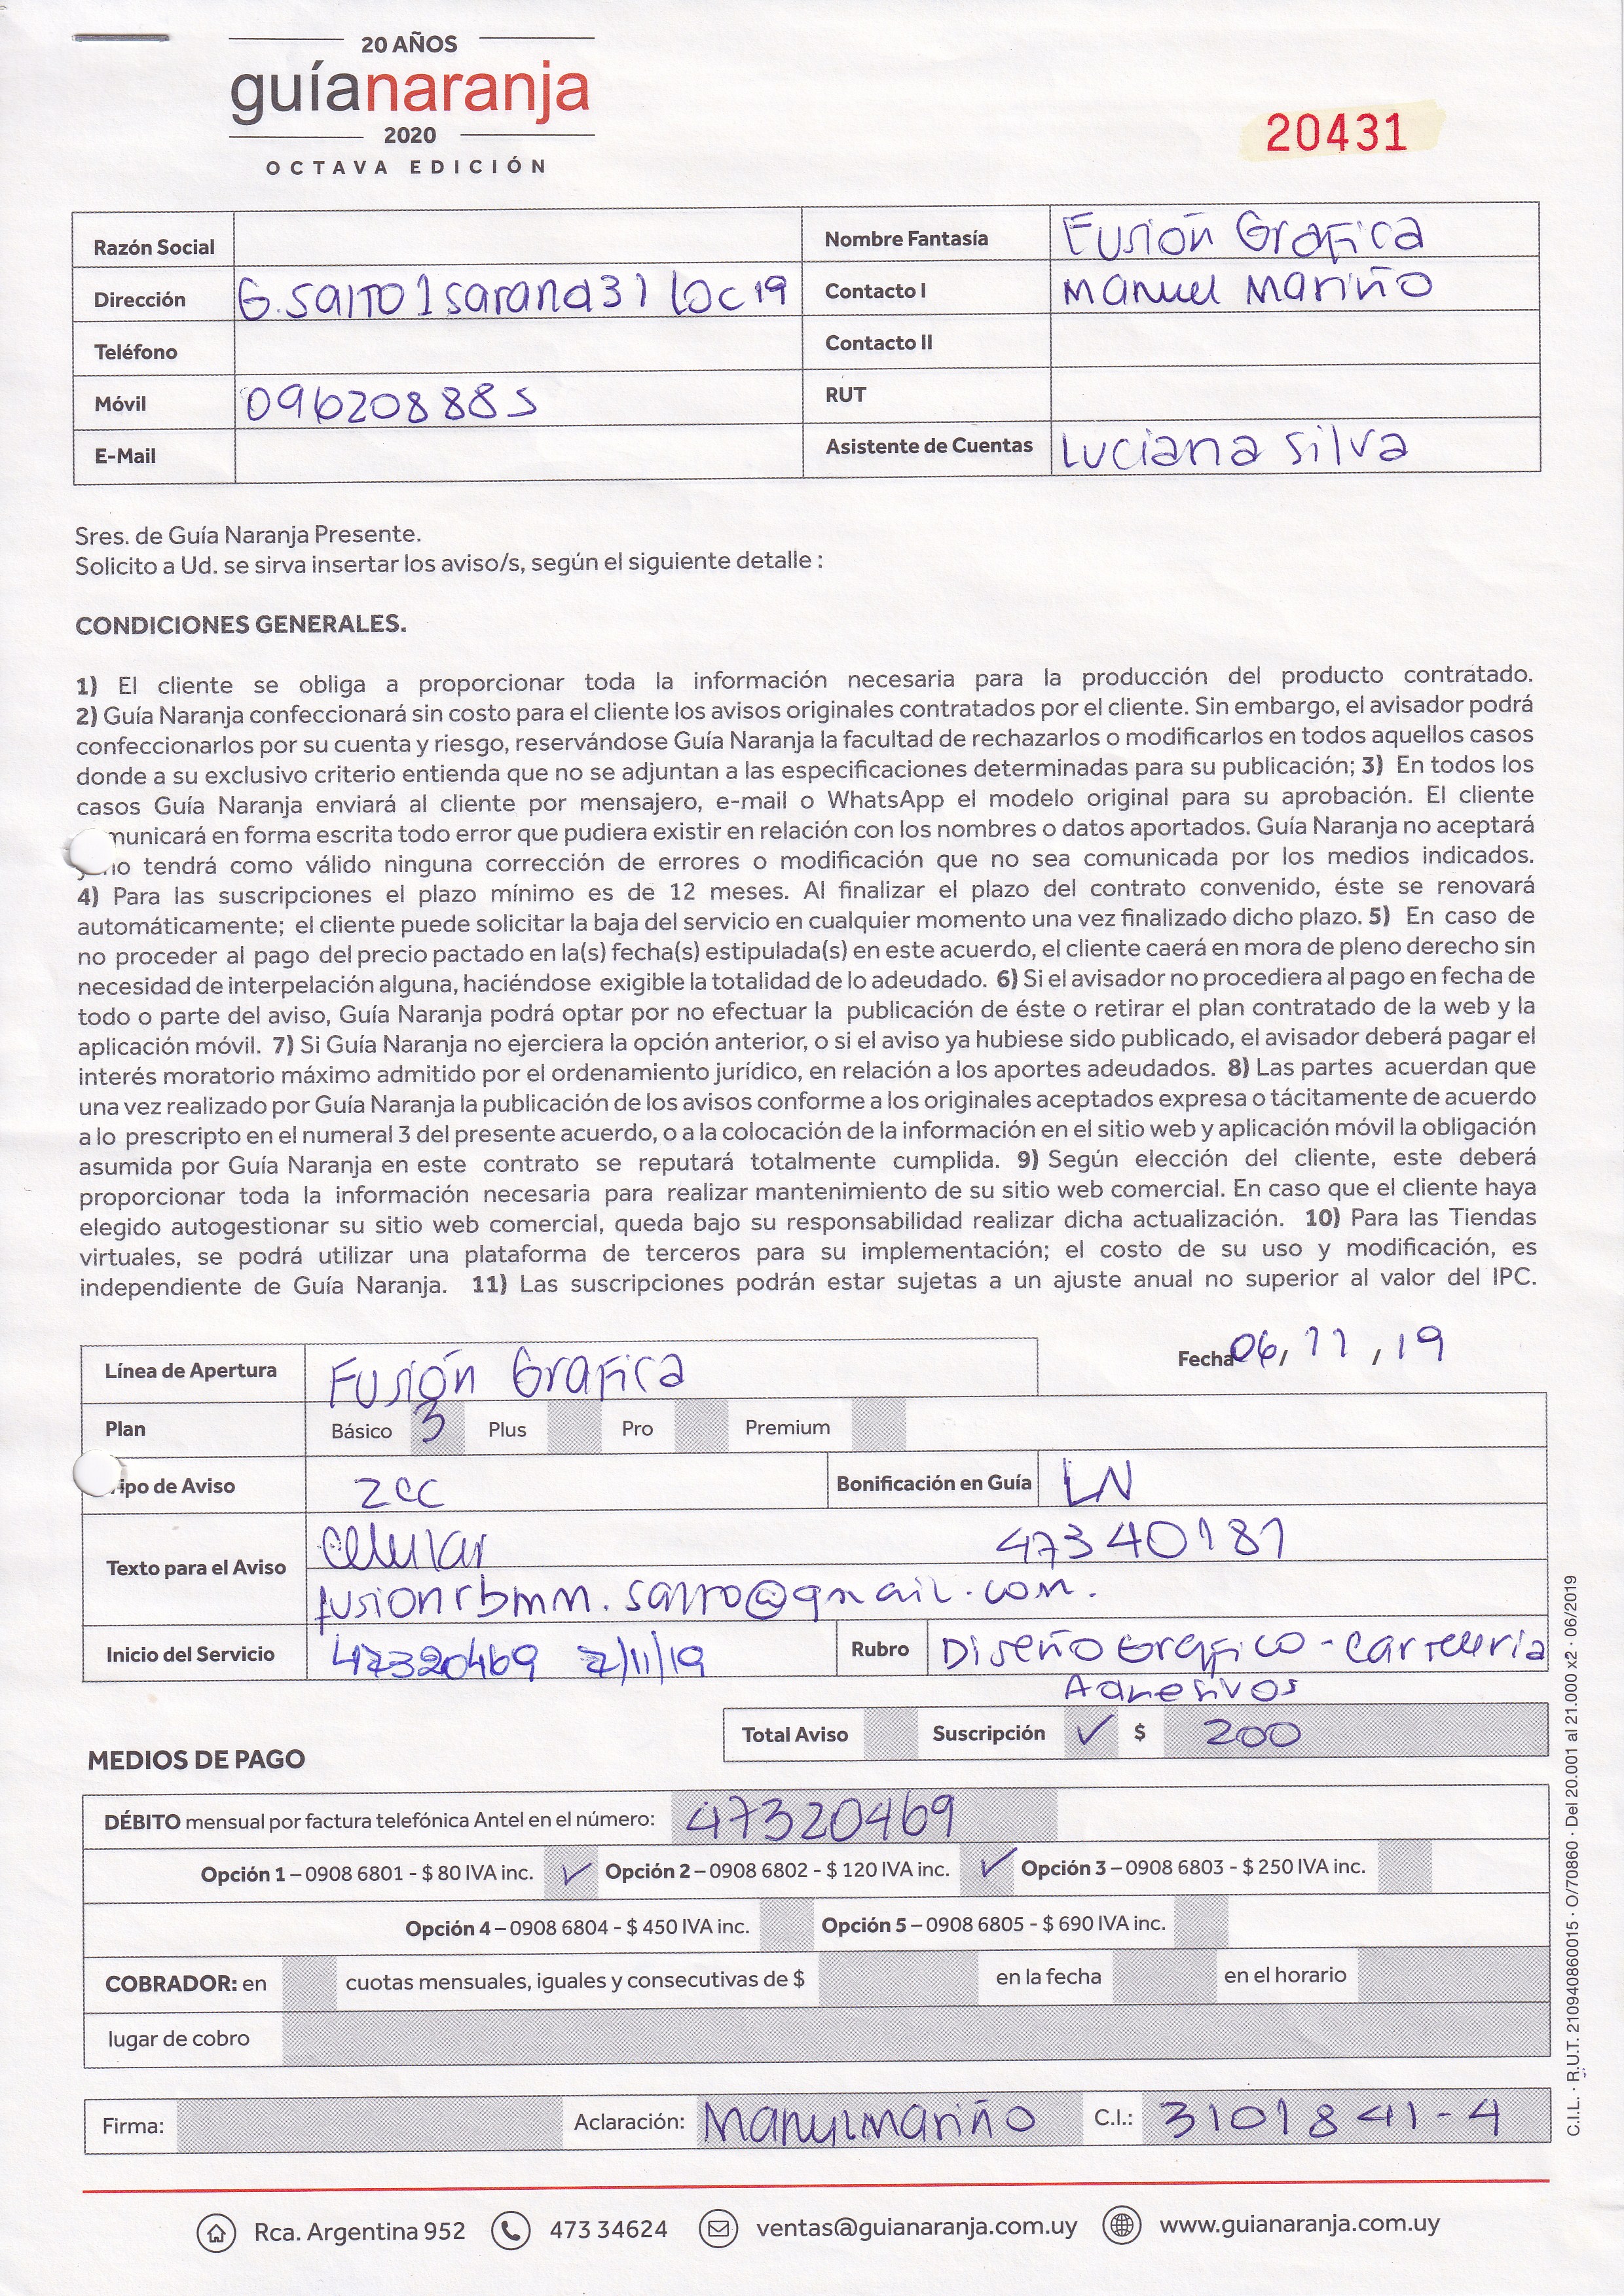 20 AÑOS
guíanaranja
2020
OCTAVA EDICIÓN
20431
Razón Social
Nombre Fantasía Fusión Grafica
Dirección G. Salto 1 sarand 31 loc 19
Contacto I Manuel Mariño
Teléfono
Contacto II
Móvil 096208885
RUT
E-Mail
Asistente de Cuentas Luciana Silva
Sres. de Guía Naranja Presente.
Solicito a Ud. se sirva insertar los aviso/s, según el siguiente detalle :
CONDICIONES GENERALES.
1) El cliente se obliga a proporcionar toda la información necesaria para la producción del producto contratado.
2) Guía Naranja confeccionará sin costo para el cliente los avisos originales contratados por el cliente. Sin embargo, el avisador podrá
confeccionarlos por su cuenta y riesgo, reservándose Guía Naranja la facultad de rechazarlos o modificarlos en todos aquellos casos
donde a su exclusivo criterio entienda que no se adjuntan a las especificaciones determinadas para su publicación; 3) En todos los
casos Guía Naranja enviará al cliente por mensajero, e-mail o WhatsApp el modelo original para su aprobación. El cliente
municará en forma escrita todo error que pudiera existir en relación con los nombres o datos aportados. Guía Naranja no aceptará
y no tendrá como válido ninguna corrección de errores o modificación que no sea comunicada por los medios indicados.
4) Para las suscripciones el plazo mínimo es de 12 meses. Al finalizar el plazo del contrato convenido, éste se renovará
automáticamente; el cliente puede solicitar la baja del servicio en cualquier momento una vez finalizado dicho plazo. 5) En caso de
no proceder al pago del precio pactado en la(s) fecha(s) estipulada(s) en este acuerdo, el cliente caerá en mora de pleno derecho sin
necesidad de interpelación alguna, haciéndose exigible la totalidad de lo adeudado. 6) Si el avisador no procediera al pago en fecha de
todo o parte del aviso, Guía Naranja podrá optar por no efectuar la publicación de éste o retirar el plan contratado de la web y la
aplicación móvil. 7) Si Guía Naranja no ejerciera la opción anterior, o si el aviso ya hubiese sido publicado, el avisador deberá pagar el
interés moratorio máximo admitido por el ordenamiento jurídico, en relación a los aportes adeudados. 8) Las partes acuerdan que
una vez realizado por Guía Naranja la publicación de los avisos conforme a los originales aceptados expresa o tácitamente de acuerdo
a lo prescripto en el numeral 3 del presente acuerdo, o a la colocación de la información en el sitio web y aplicación móvil la obligación
asumida por Guía Naranja en este contrato se reputará totalmente cumplida. 9) Según elección del cliente, este deberá
proporcionar toda la información necesaria para realizar mantenimiento de su sitio web comercial. En caso que el cliente haya
elegido autogestionar su sitio web comercial, queda bajo su responsabilidad realizar dicha actualización. 10) Para las Tiendas
virtuales, se podrá utilizar una plataforma de terceros para su implementación; el costo de su uso y modificación, es
independiente de Guía Naranja. 11) Las suscripciones podrán estar sujetas a un ajuste anual no superior al valor del IPC.
Línea de Apertura Fusión Grafica
Fecha 06/ 11 / 19
Plan Básico 3 Plus Pro Premium
ipo de Aviso 2cc
Bonificación en Guía LN
Texto para el Aviso
Celular 47340181
fusionrbmm.salto@gmail.com.
Inicio del Servicio 47320469 7/11/19
Rubro Diseño Grafico - Carteleria
Adhesivos
Total Aviso Suscripción ✓ $ 200
MEDIOS DE PAGO
DÉBITO mensual por factura telefónica Antel en el número: 47320469
Opción 1 – 0908 6801 - $ 80 IVA inc. ✓ Opción 2 – 0908 6802 - $ 120 IVA inc. ✓ Opción 3 – 0908 6803 - $ 250 IVA inc.
Opción 4 – 0908 6804 - $ 450 IVA inc. Opción 5 – 0908 6805 - $ 690 IVA inc.
COBRADOR: en cuotas mensuales, iguales y consecutivas de $ en la fecha en el horario
lugar de cobro
Firma: Aclaración: Manuel Mariño C.I.: 3101841-4
Rca. Argentina 952 473 34624 ventas@guianaranja.com.uy www.guianaranja.com.uy
C.I.L. · R.U.T. 210940860015 · O/70860 · Del 20.001 al 21.000 x2 · 06/2019